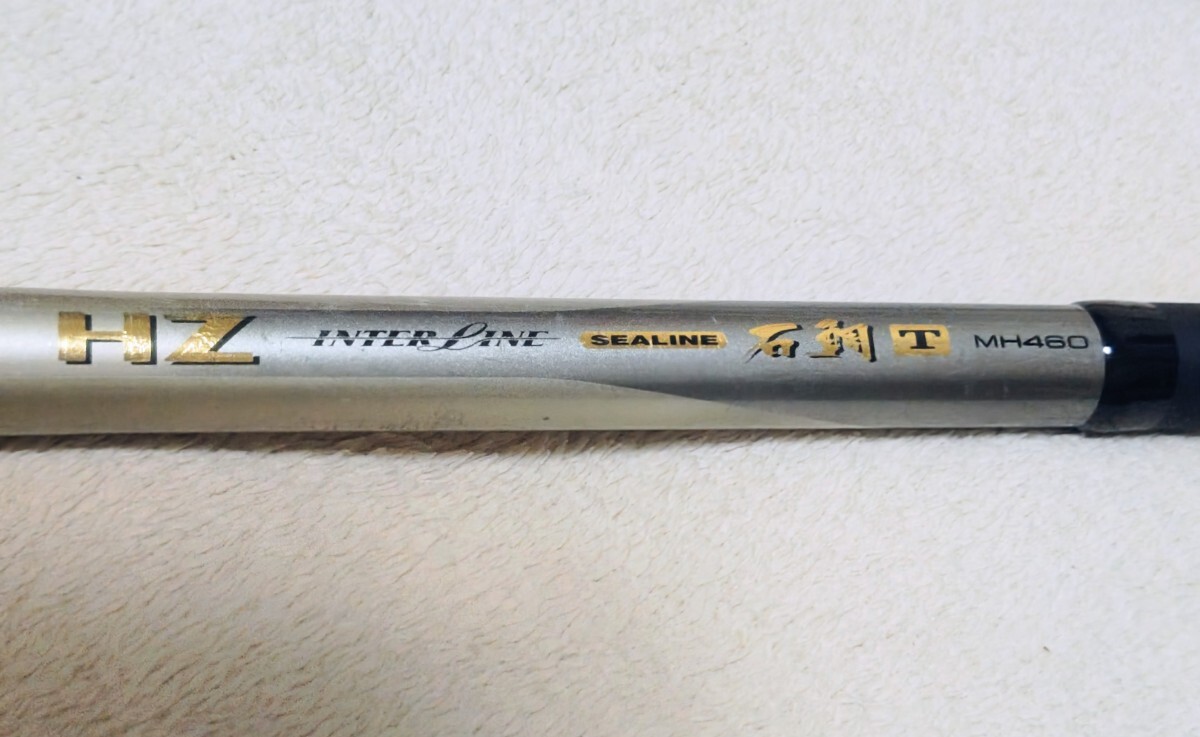 HZ INTERLINE SEALINE 石鯛 T MH460